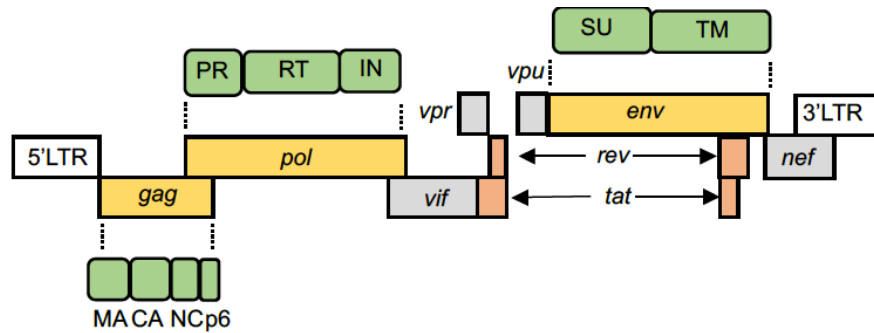 SU TM
PR RT IN
vpu
vpr
env
3'LTR
5'LTR
pol
rev
nef
gag
vif
tat
MA CA NC p6